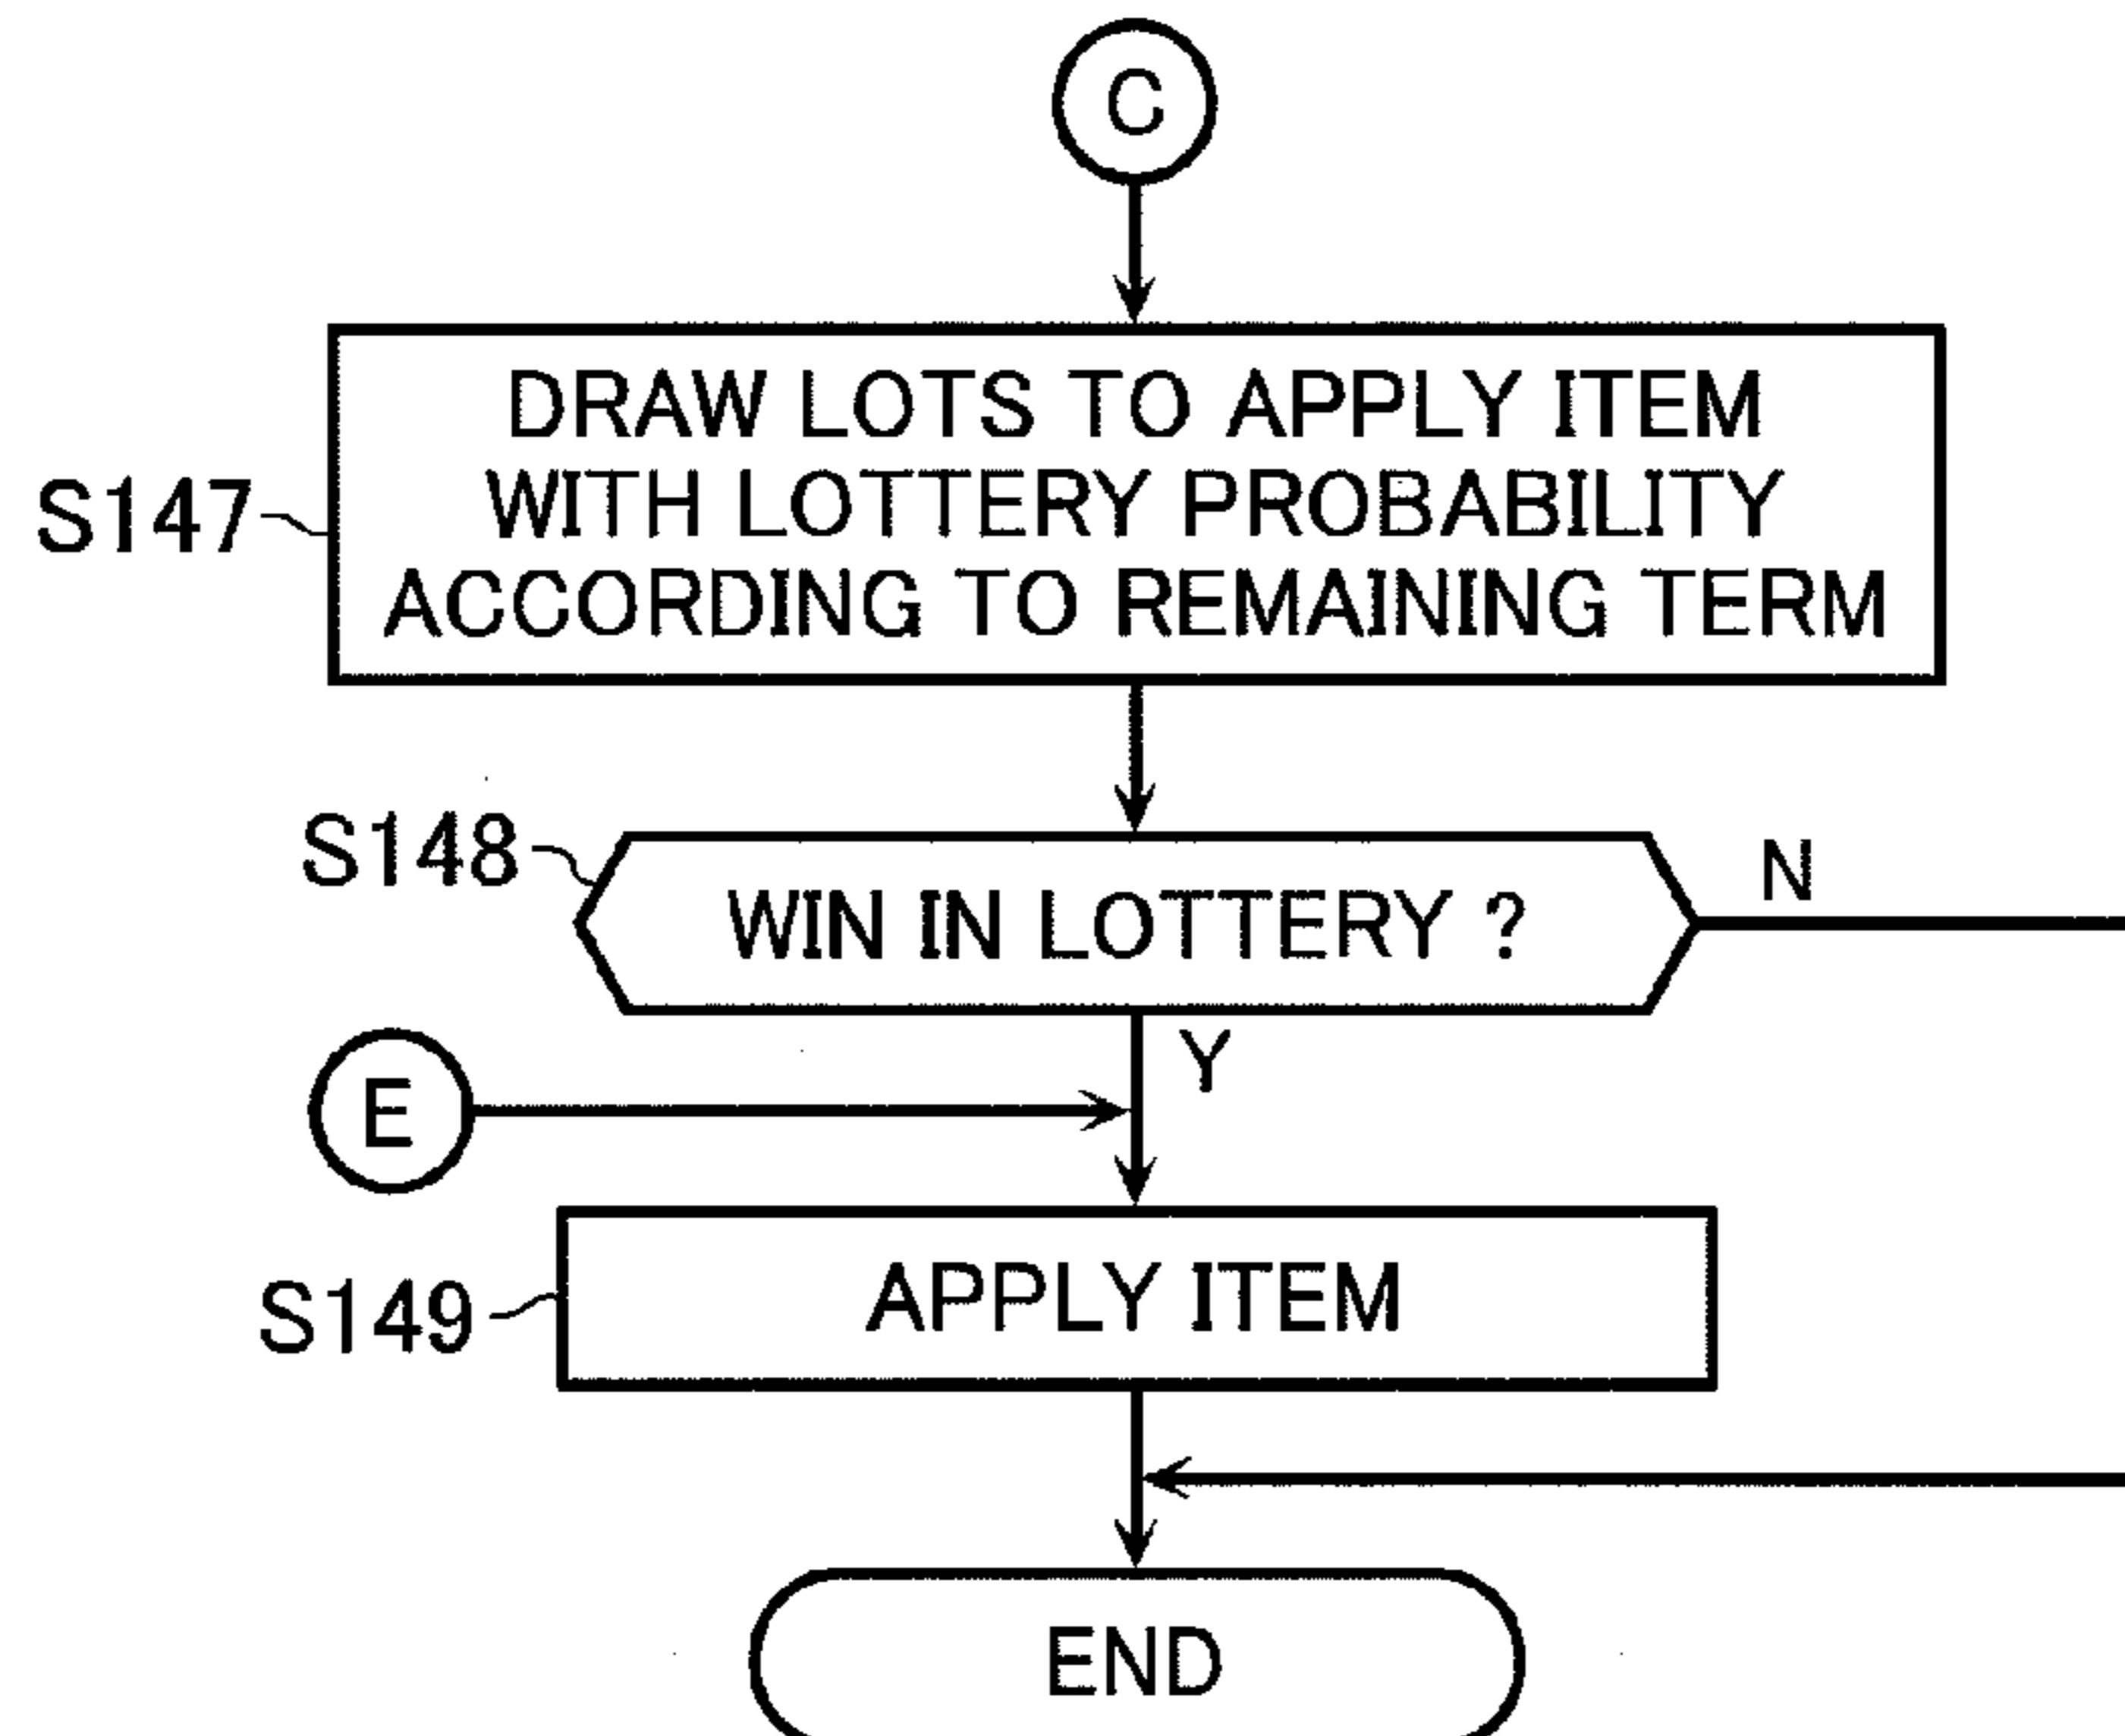 C
DRAW LOTS TO APPLY ITEM
WITH LOTTERY PROBABILITY
ACCORDING TO REMAINING TERM
S147
S148
WIN IN LOTTERY ?
N
Y
E
APPLY ITEM
S149
END